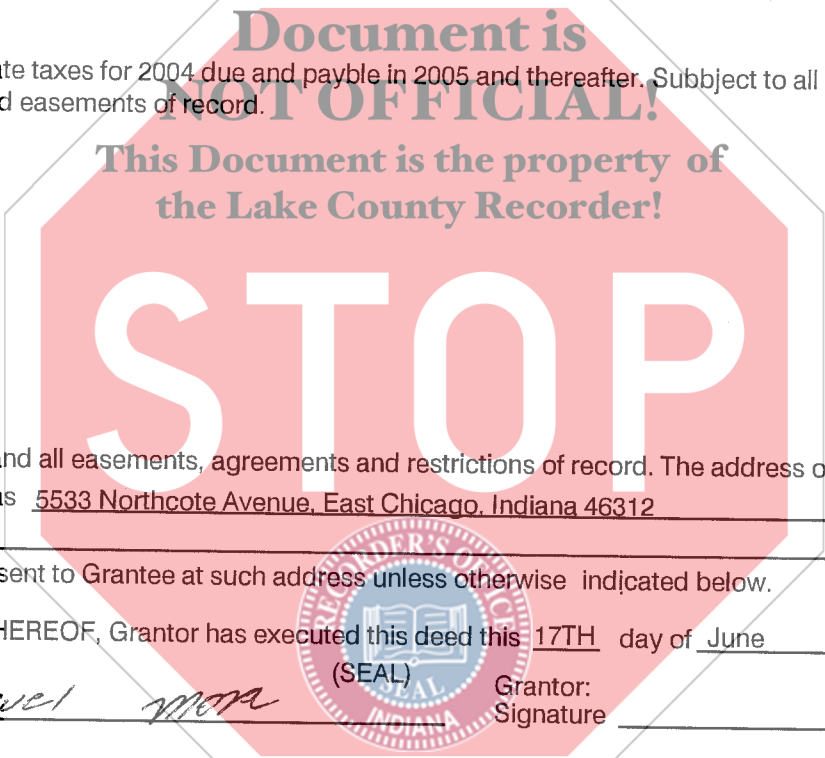 Document is
te taxes for 2004 due and payble in 2005 and thereafter. Subbject to all
d easements of record.
NOT OFFICIAL!
This Document is the property of
the Lake County Recorder!
STOP
nd all easements, agreements and restrictions of record. The address o
s 5533 Northcote Avenue, East Chicago, Indiana 46312
sent to Grantee at such address unless otherwise indicated below.
HEREOF, Grantor has executed this deed this 17TH day of June
(SEAL)
Grantor:
Signature
RECORDER'S OFFICE
SEAL
INDIANA